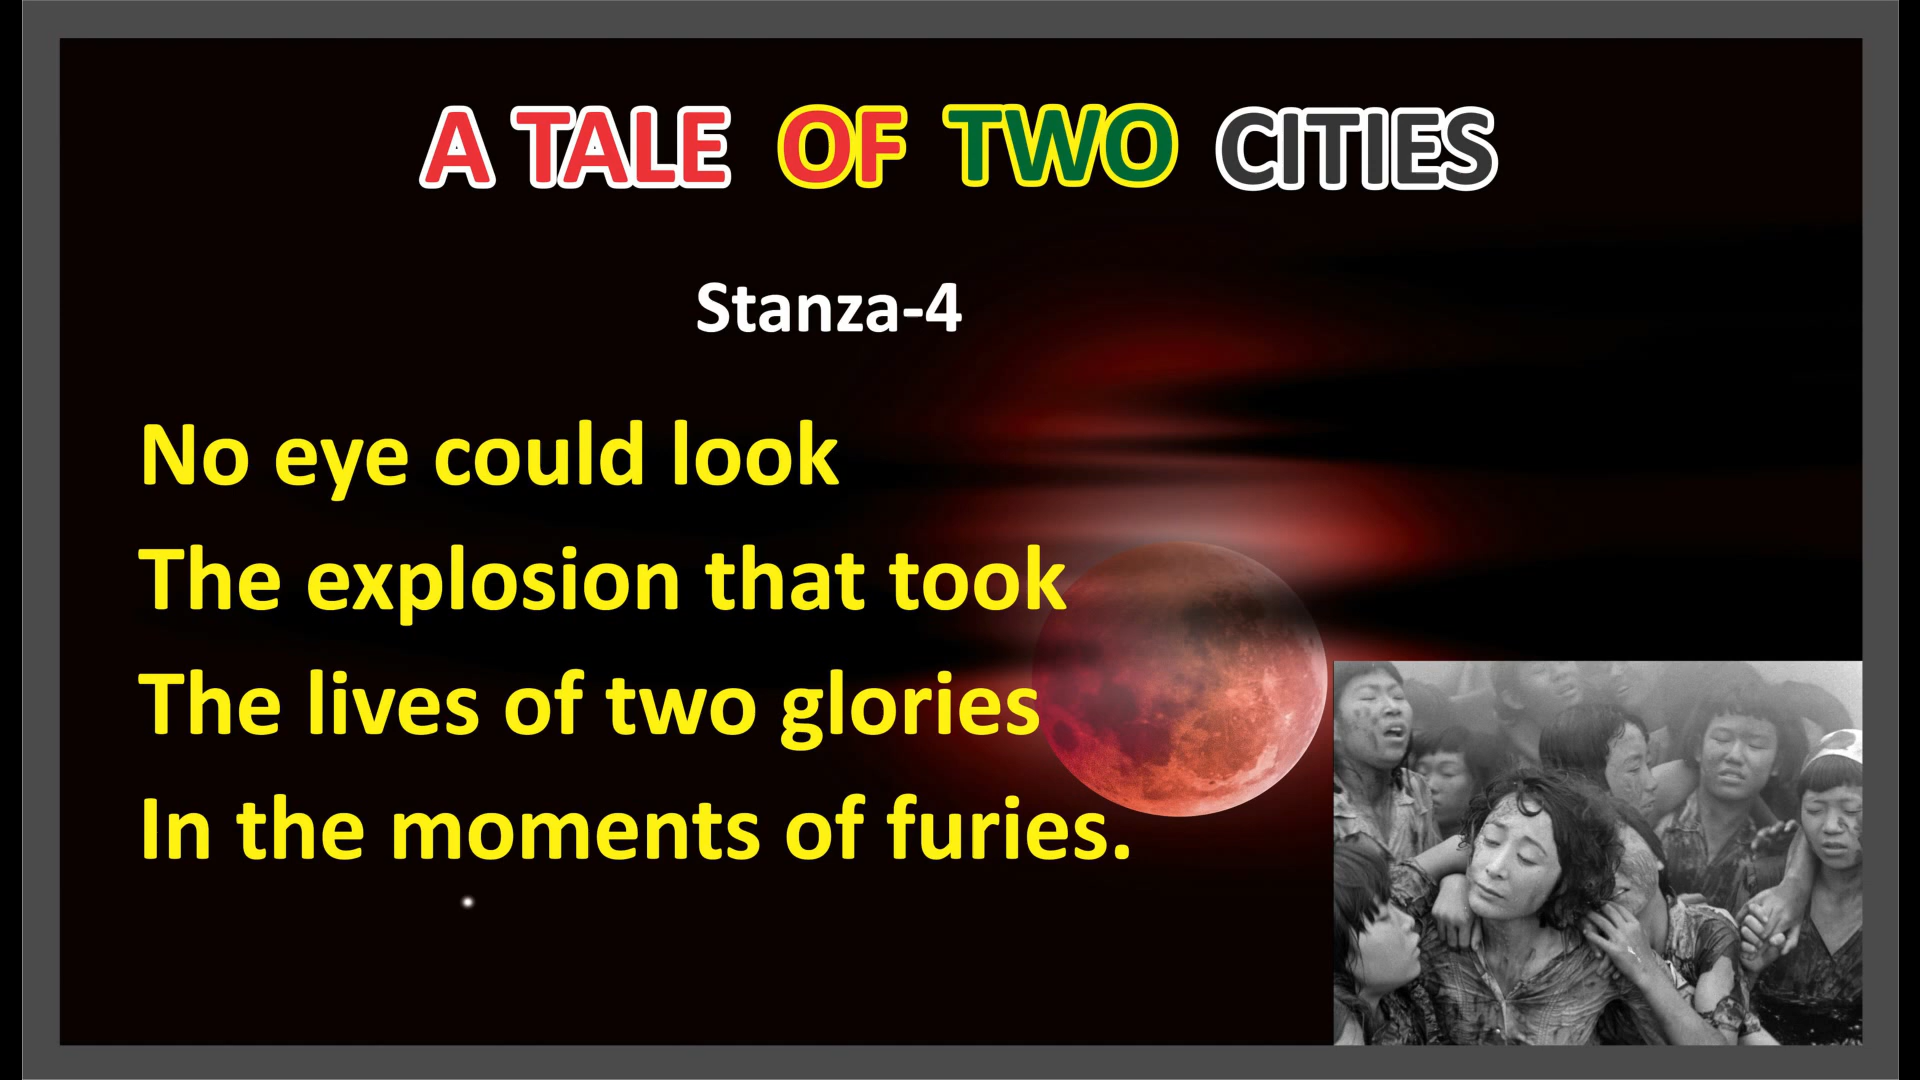 A TALE OF TWO CITIES
Stanza-4
No eye could look
The explosion that took
The lives of two glories
In the moments of furies.